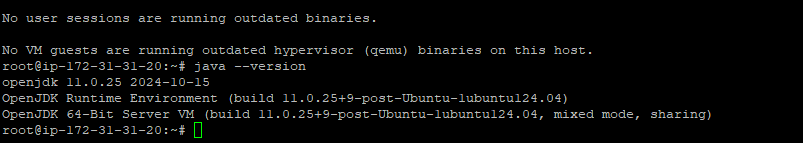 No user sessions are running outdated binaries.
No VM guests are running outdated hypervisor (qemu) binaries on this host.
root@ip-172-31-31-20:~# java --version
openjdk 11.0.25 2024-10-15
OpenJDK Runtime Environment (build 11.0.25+9-post-Ubuntu-1ubuntu124.04)
OpenJDK 64-Bit Server VM (build 11.0.25+9-post-Ubuntu-1ubuntu124.04, mixed mode, sharing)
root@ip-172-31-31-20:~#